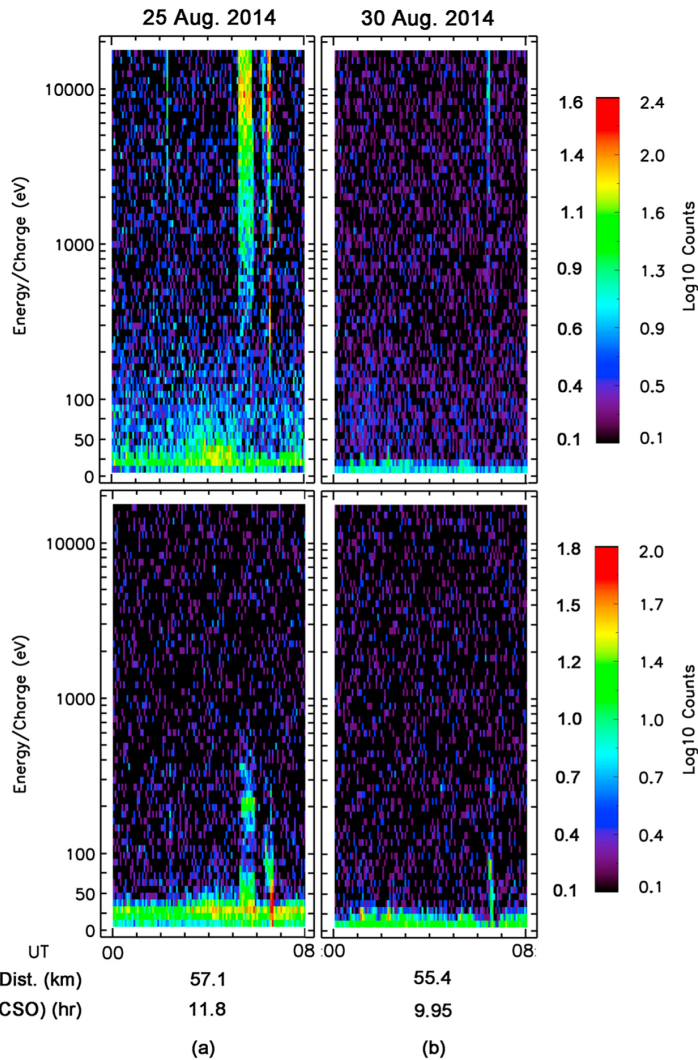 25 Aug. 2014 30 Aug. 2014
10000
1000
100
50
0
Energy/Charge (eV)
1.6 2.4
1.4 2.0
1.1 1.6
0.9 1.3
0.6 0.9
0.4 0.5
0.1 0.1
Log10 Counts
10000
1000
100
50
0
Energy/Charge (eV)
1.8 2.0
1.5 1.7
1.2 1.4
1.0 1.0
0.7 0.7
0.4 0.4
0.1 0.1
Log10 Counts
UT 00 08 :00 08:
Dist. (km) 57.1 55.4
CSO) (hr) 11.8 9.95
(a) (b)